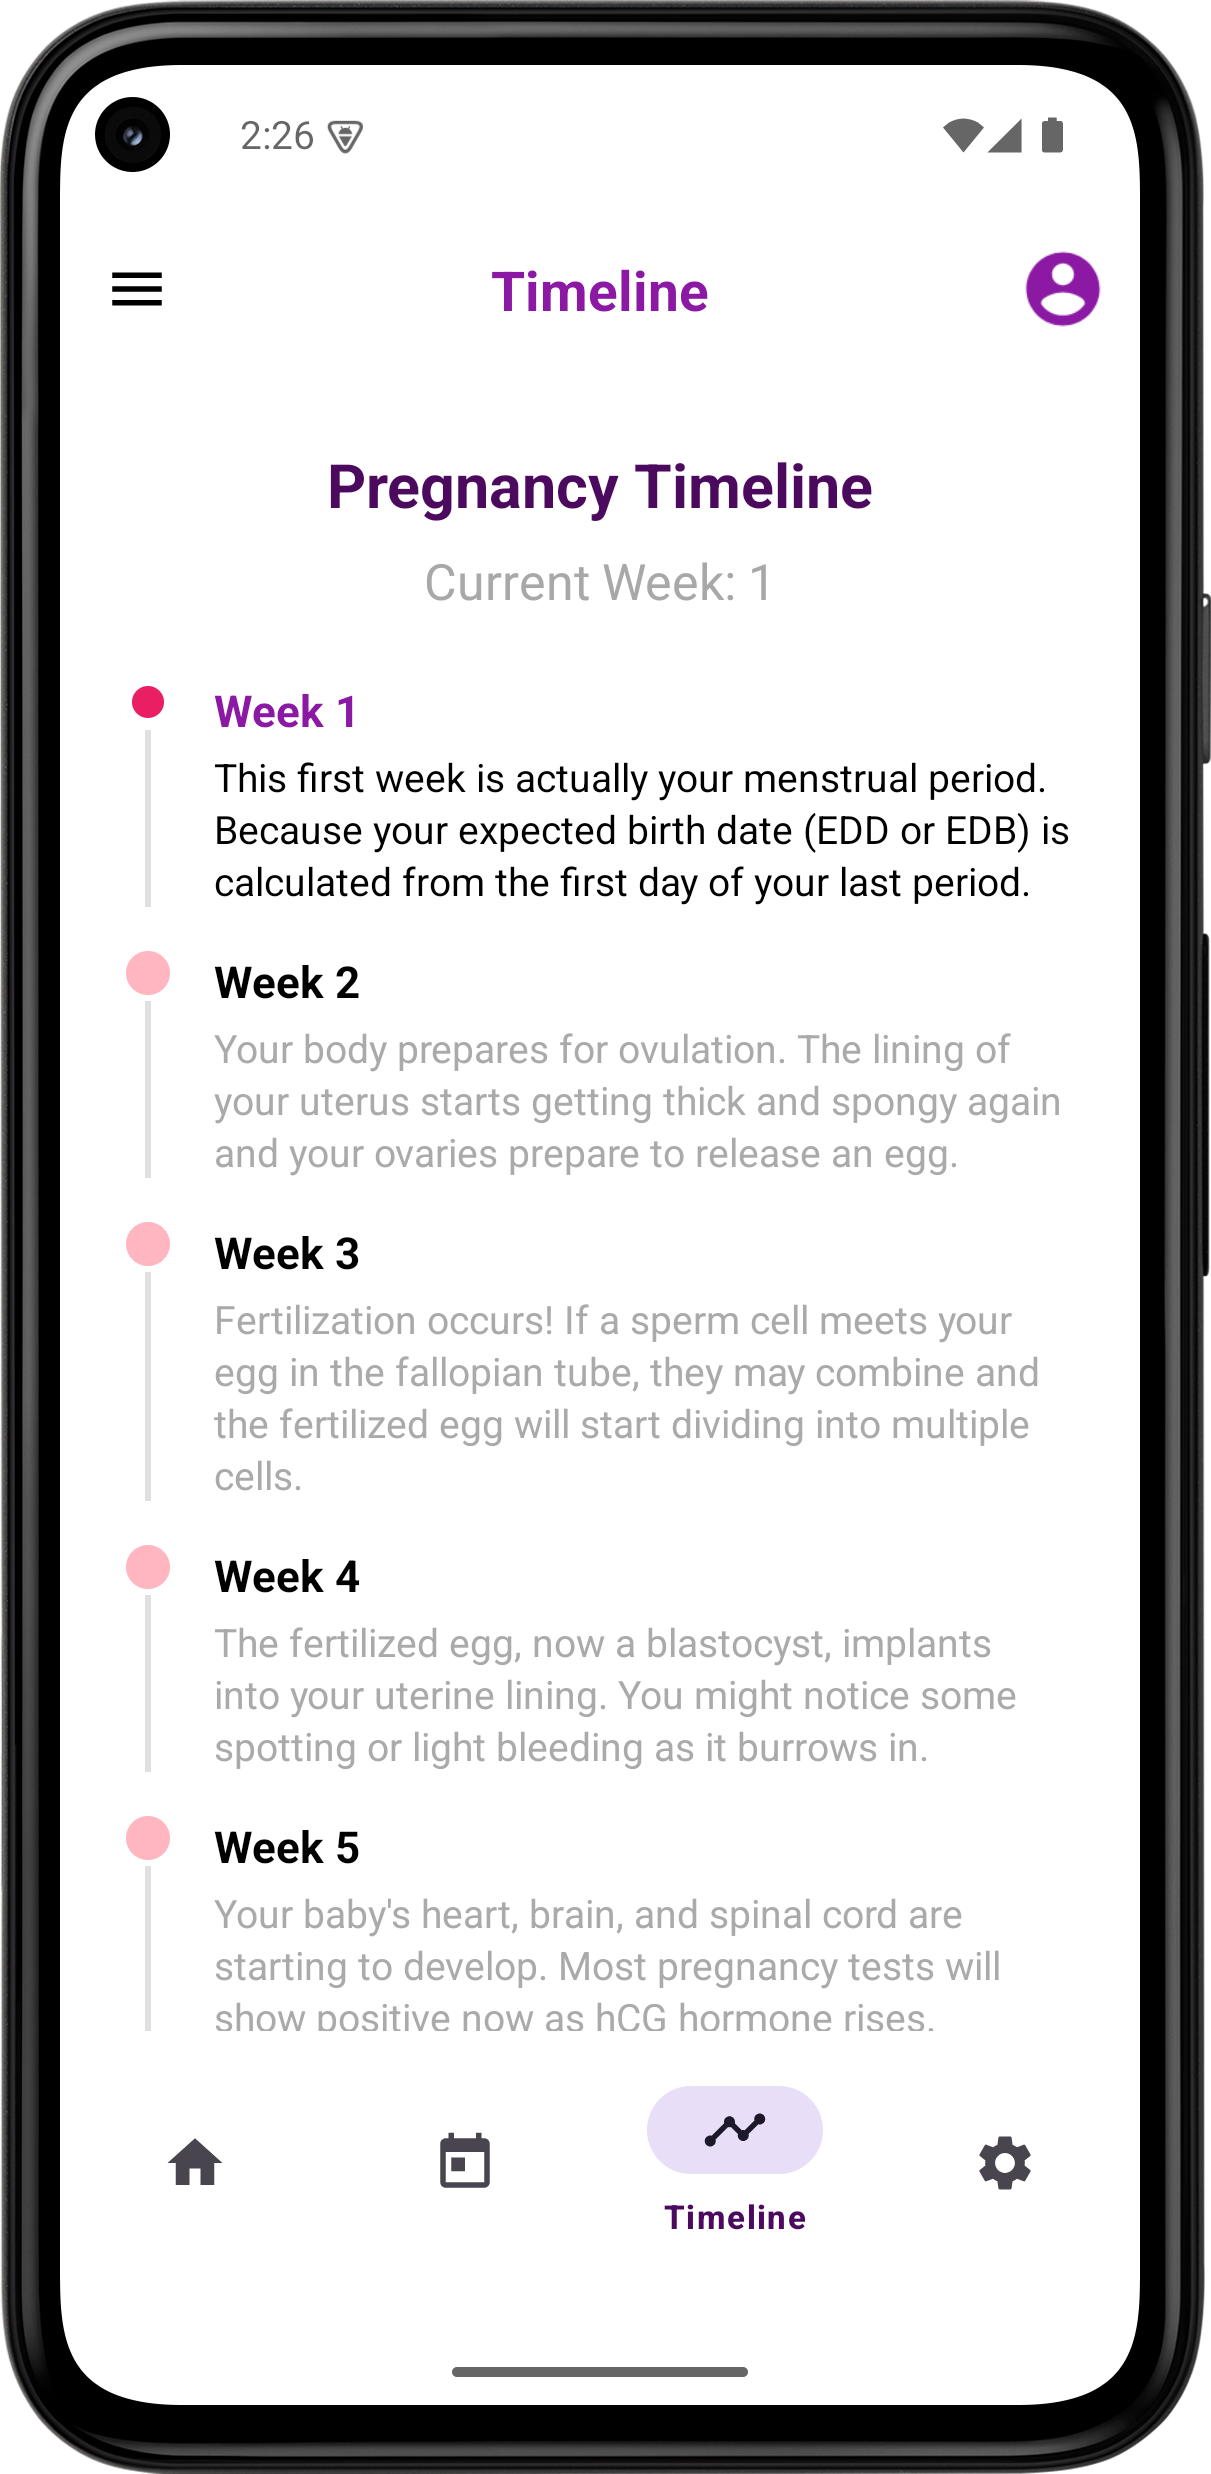 2:26
Timeline
Pregnancy Timeline
Current Week: 1
Week 1
This first week is actually your menstrual period.
Because your expected birth date (EDD or EDB) is
calculated from the first day of your last period.
Week 2
Your body prepares for ovulation. The lining of
your uterus starts getting thick and spongy again
and your ovaries prepare to release an egg.
Week 3
Fertilization occurs! If a sperm cell meets your
egg in the fallopian tube, they may combine and
the fertilized egg will start dividing into multiple
cells.
Week 4
The fertilized egg, now a blastocyst, implants
into your uterine lining. You might notice some
spotting or light bleeding as it burrows in.
Week 5
Your baby's heart, brain, and spinal cord are
starting to develop. Most pregnancy tests will
show positive now as hCG hormone rises.
Timeline